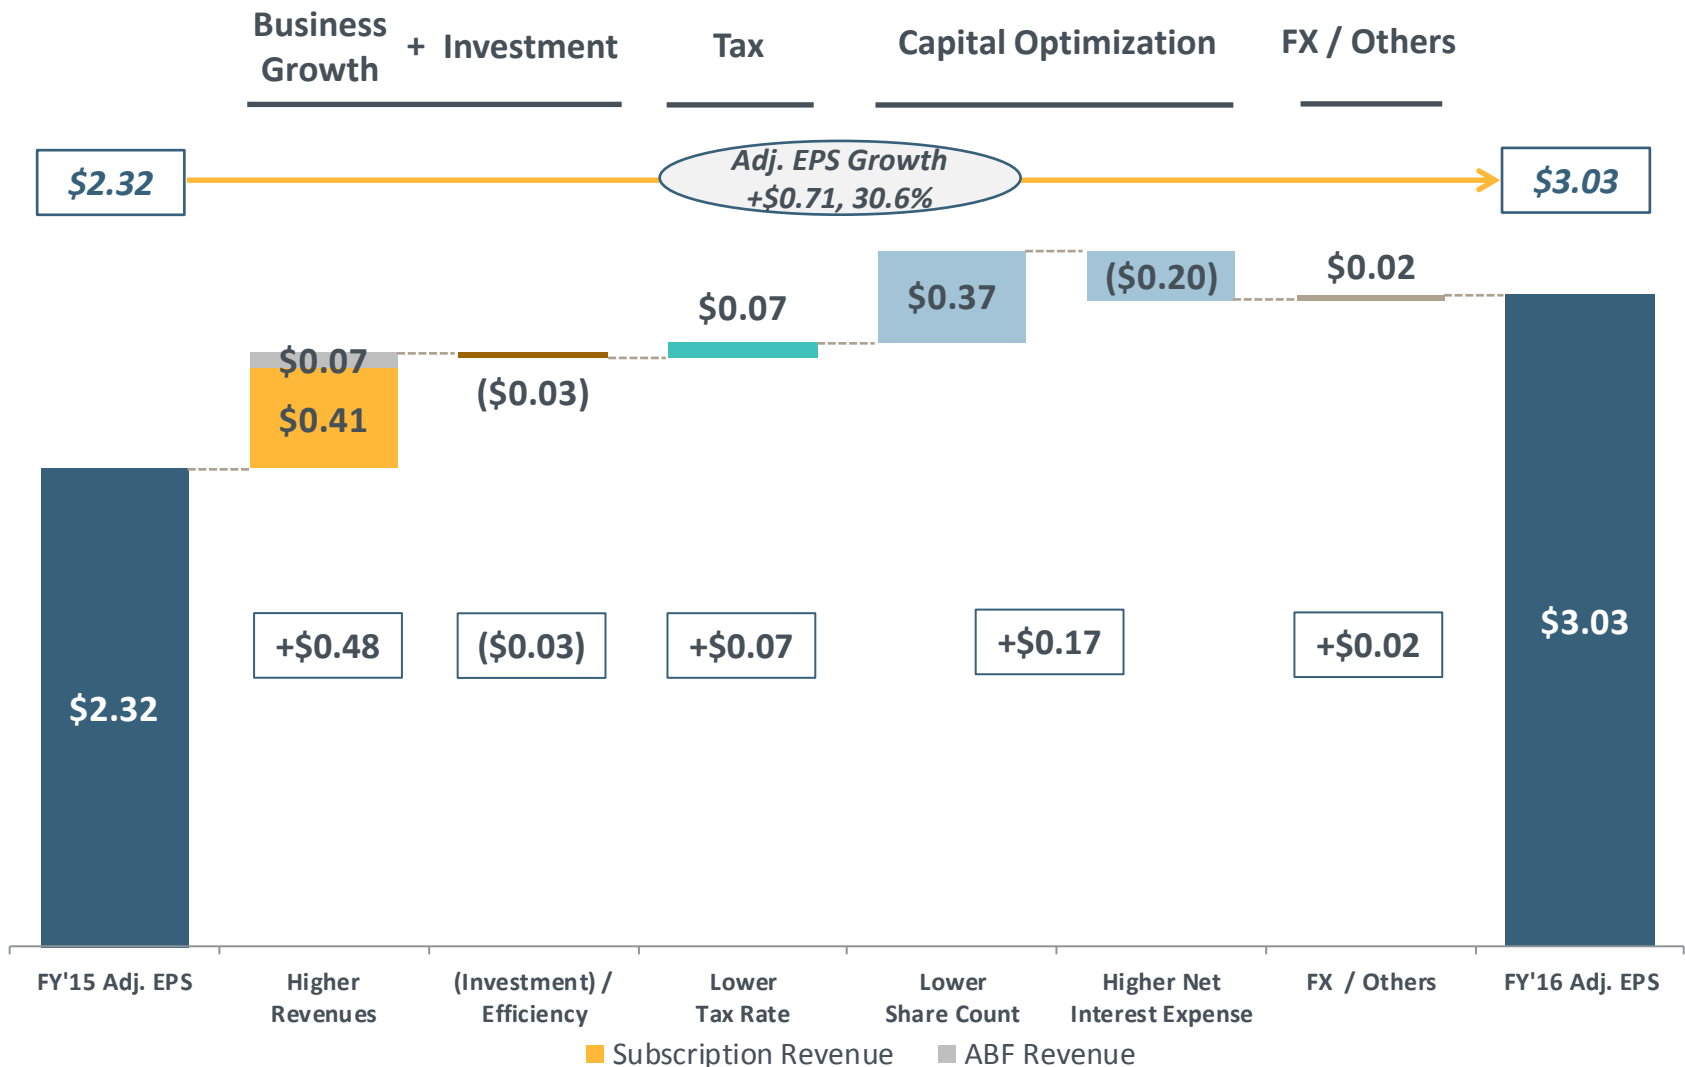 Business
Growth
+ Investment
Tax
Capital Optimization
FX / Others
$2.32
Adj. EPS Growth
+$0.71, 30.6%
$3.03
$0.07
$0.41
($0.03)
$0.07
$0.37
($0.20)
$0.02
$2.32
+$0.48
($0.03)
+$0.07
+$0.17
+$0.02
$3.03
FY'15 Adj. EPS
Higher
Revenues
(Investment) /
Efficiency
Lower
Tax Rate
Lower
Share Count
Higher Net
Interest Expense
FX / Others
FY'16 Adj. EPS
Subscription Revenue
ABF Revenue